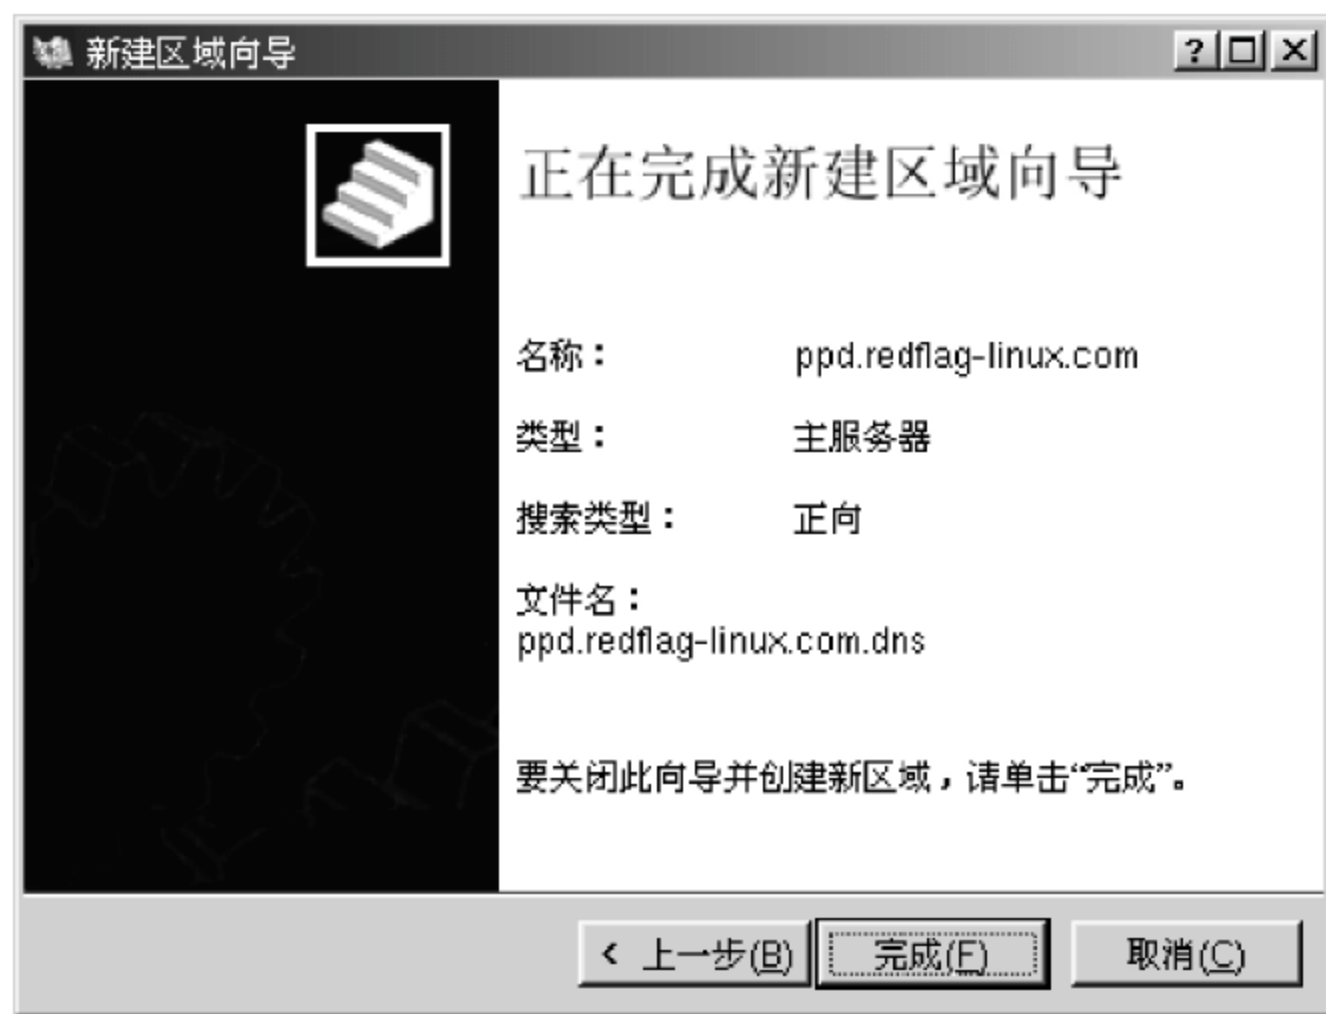 新建区域向导
正在完成新建区域向导
名称： ppd.redflag-linux.com
类型： 主服务器
搜索类型： 正向
文件名：
ppd.redflag-linux.com.dns
要关闭此向导并创建新区域，请单击“完成”。
< 上一步(B) 完成(F) 取消(C)